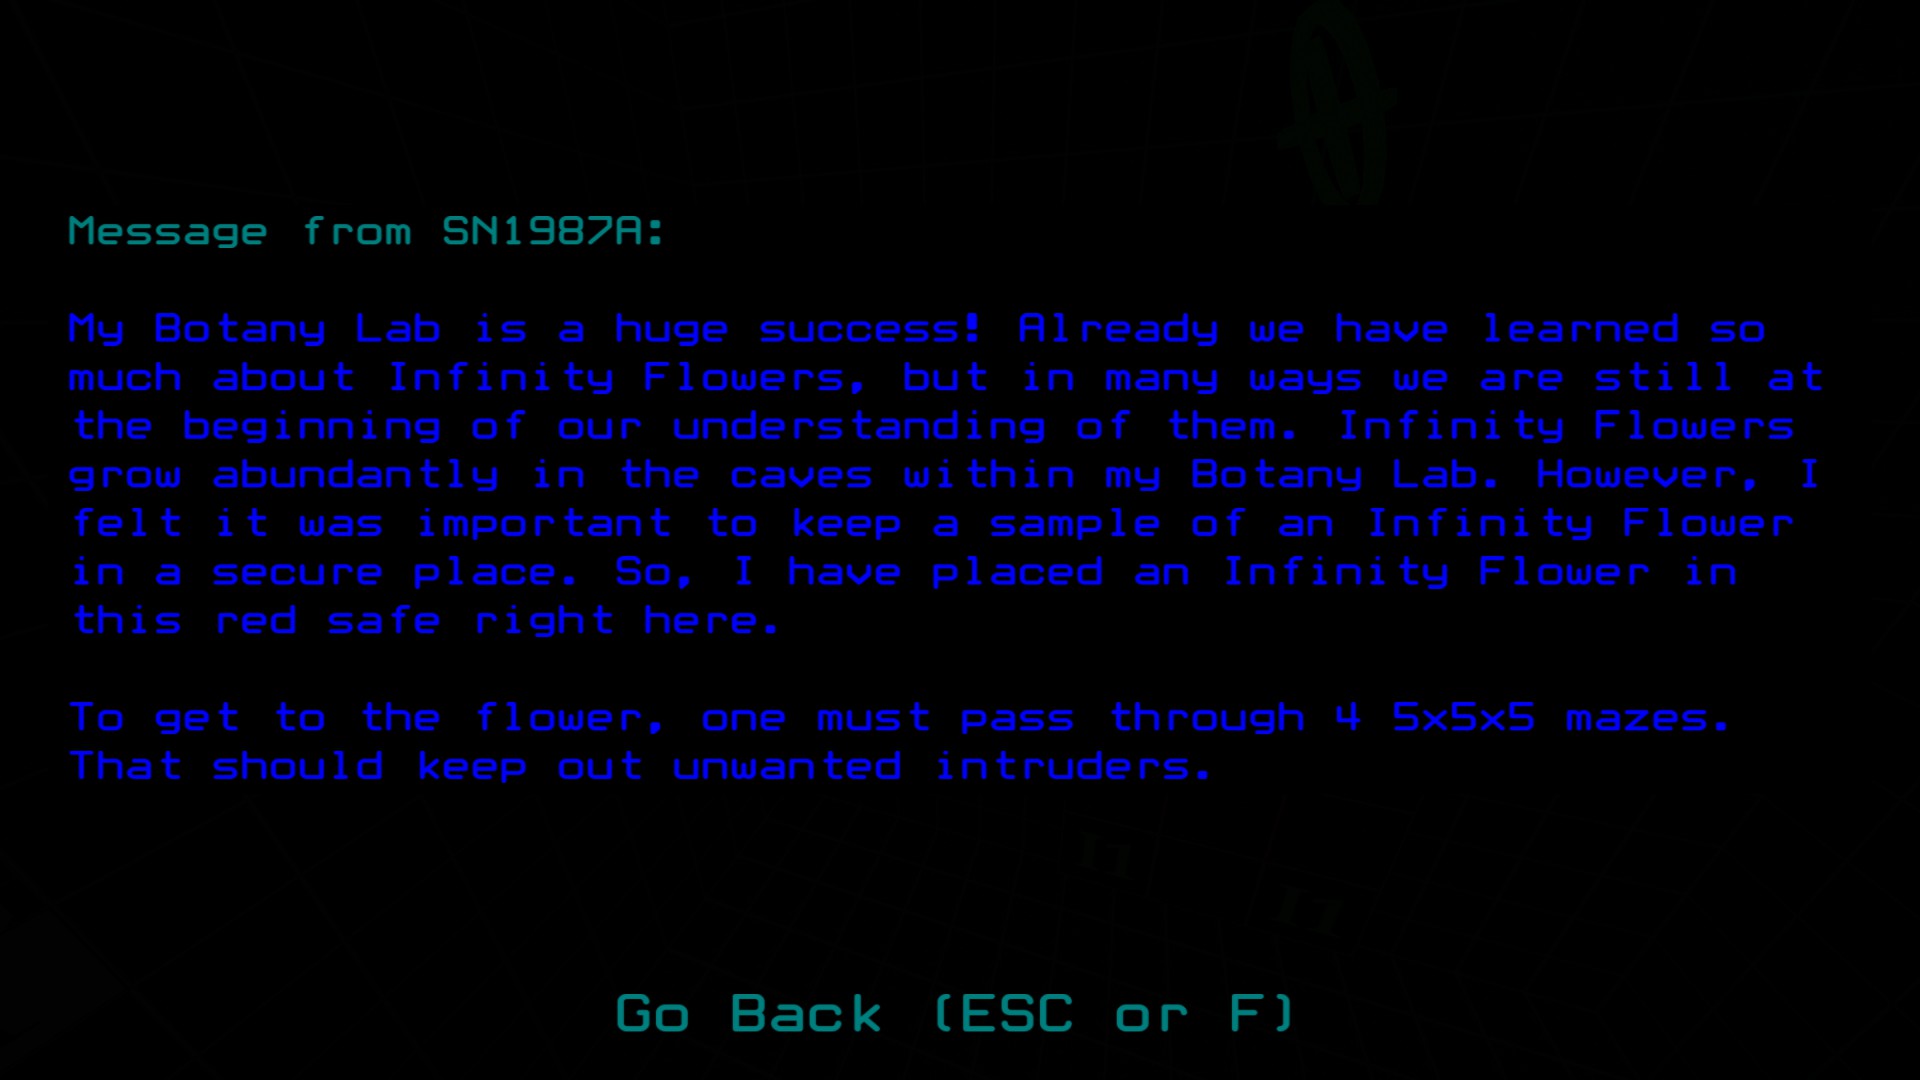 Message from SN1987A:
My Botany Lab is a huge success! Already we have learned so
much about Infinity Flowers, but in many ways we are still at
the beginning of our understanding of them. Infinity Flowers
grow abundantly in the caves within my Botany Lab. However, I
felt it was important to keep a sample of an Infinity Flower
in a secure place. So, I have placed an Infinity Flower in
this red safe right here.
To get to the flower, one must pass through 4 5x5x5 mazes.
That should keep out unwanted intruders.
Go Back (ESC or F)